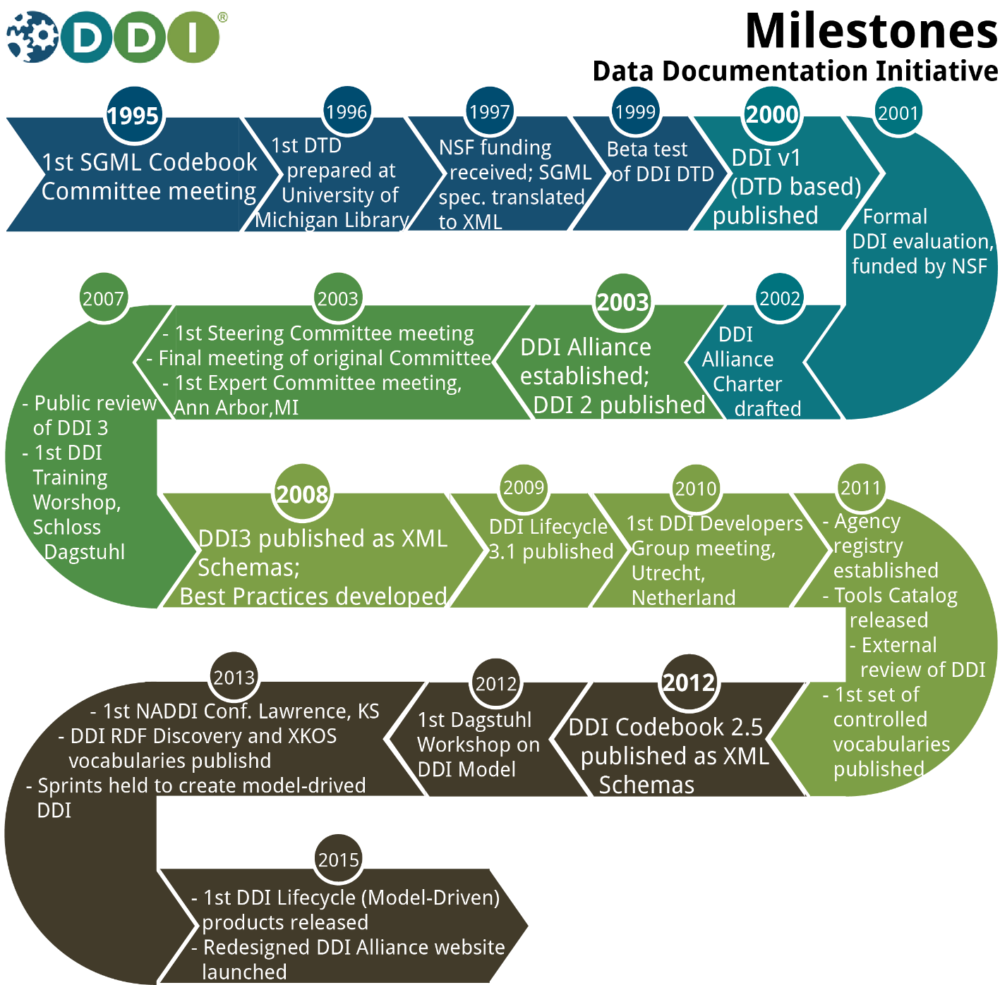 DDI®
Milestones
Data Documentation Initiative
1995
1st SGML Codebook
Committee meeting
1996
1st DTD
prepared at
University of
Michigan Library
1997
NSF funding
received; SGML
spec. translated
to XML
1999
Beta test
of DDI DTD
2000
DDI v1
(DTD based)
published
2001
Formal
DDI evaluation,
funded by NSF
2002
DDI
Alliance
Charter
drafted
2003
DDI Alliance
established;
DDI 2 published
2003
- 1st Steering Committee meeting
- Final meeting of original Committee
- 1st Expert Committee meeting,
Ann Arbor,MI
2007
- Public review
of DDI 3
- 1st DDI
Training
Worshop,
Schloss
Dagstuhl
2008
DDI3 published as XML
Schemas;
Best Practices developed
2009
DDI Lifecycle
3.1 published
2010
1st DDI Developers
Group meeting,
Utrecht,
Netherland
2011
- Agency
registry
established
- Tools Catalog
released
- External
review of DDI
- 1st set of
controlled
vocabularies
published
2012
DDI Codebook 2.5
published as XML
Schemas
2012
1st Dagstuhl
Workshop on
DDI Model
2013
- 1st NADDI Conf. Lawrence, KS
- DDI RDF Discovery and XKOS
vocabularies publishd
- Sprints held to create model-drived
DDI
2015
- 1st DDI Lifecycle (Model-Driven)
products released
- Redesigned DDI Alliance website
launched